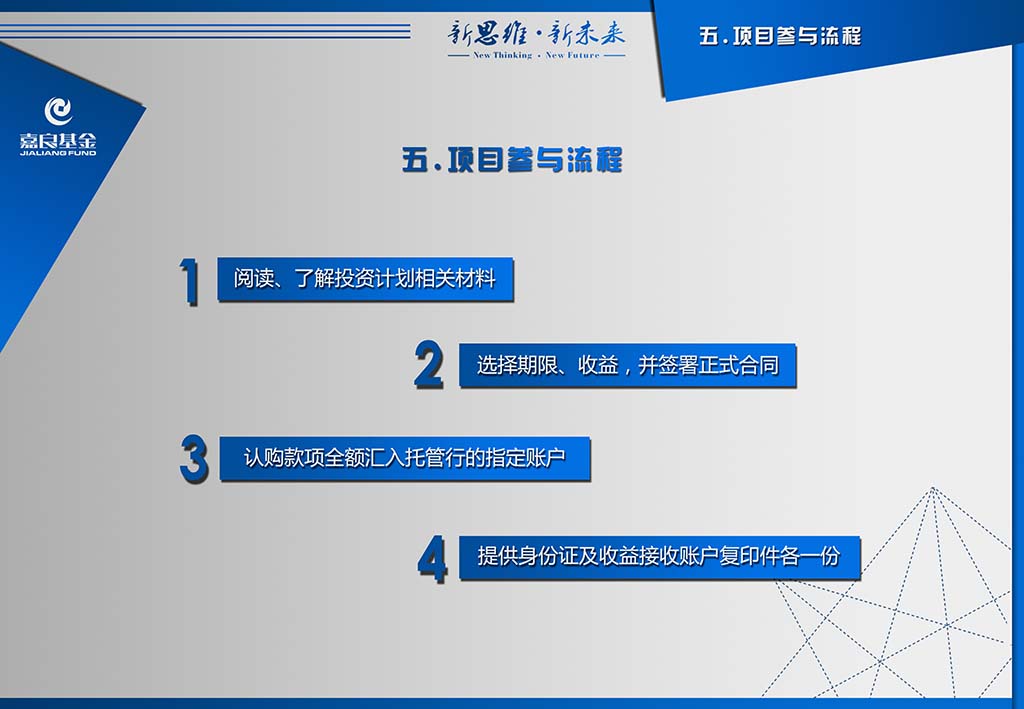 新思维·新未来
New Thinking · New Future
五.项目参与流程
嘉良基金
JIALIANG FUND
五.项目参与流程
1 阅读、了解投资计划相关材料
2 选择期限、收益，并签署正式合同
3 认购款项全额汇入托管行的指定账户
4 提供身份证及收益接收账户复印件各一份